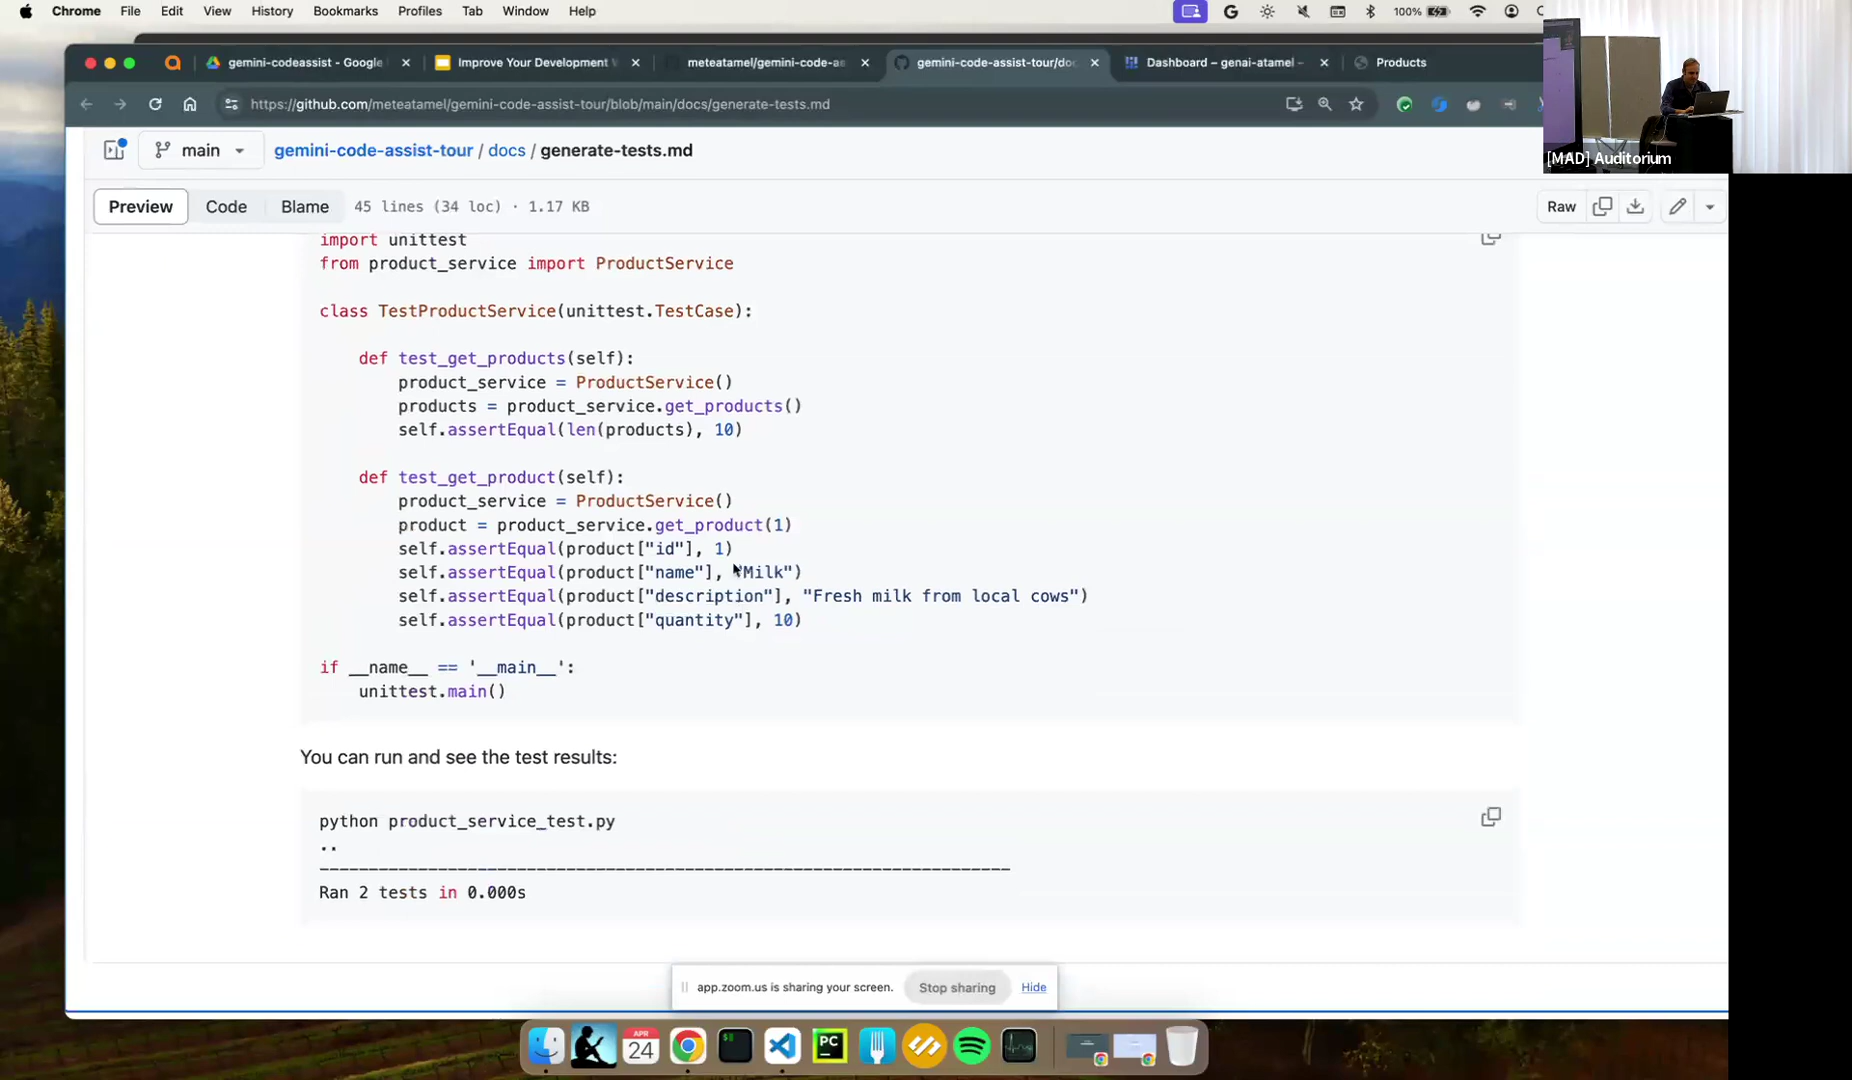 Chrome File Edit View History Bookmarks Profiles Tab Window Help
100%
gemini-codeassist - Google
Improve Your Development
meteatamel/gemini-code-as
gemini-code-assist-tour/doc
Dashboard – genai-atamel –
Products
https://github.com/meteatamel/gemini-code-assist-tour/blob/main/docs/generate-tests.md
main
gemini-code-assist-tour / docs / generate-tests.md
[MAD] Auditorium
Preview Code Blame 45 lines (34 loc) · 1.17 KB
Raw
import unittest
from product_service import ProductService
class TestProductService(unittest.TestCase):
def test_get_products(self):
product_service = ProductService()
products = product_service.get_products()
self.assertEqual(len(products), 10)
def test_get_product(self):
product_service = ProductService()
product = product_service.get_product(1)
self.assertEqual(product["id"], 1)
self.assertEqual(product["name"], "Milk")
self.assertEqual(product["description"], "Fresh milk from local cows")
self.assertEqual(product["quantity"], 10)
if __name__ == '__main__':
unittest.main()
You can run and see the test results:
python product_service_test.py
..
----------------------------------------------------------------------
Ran 2 tests in 0.000s
app.zoom.us is sharing your screen. Stop sharing Hide
APR
24
PC